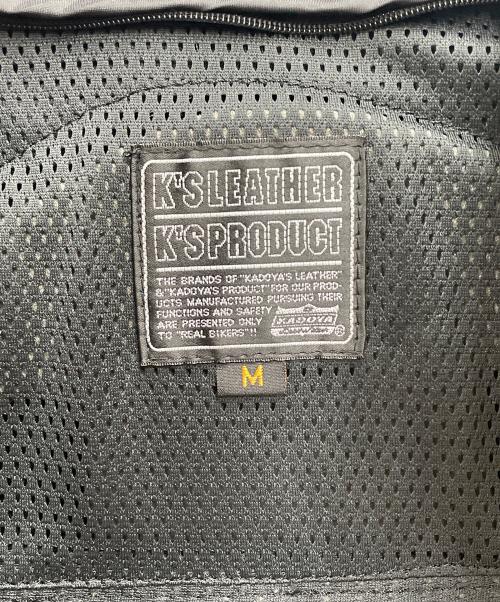 K'S LEATHER
K'S PRODUCT
THE BRANDS OF "KADOYA'S LEATHER"
& "KADOYA'S PRODUCT" FOR OUR PROD
UCTS MANUFACTURED PURSUING THEIR
FUNCTIONS AND SAFETY
ARE PRESENTED ONLY
TO "REAL BIKERS"!!
KADOYA
®
M